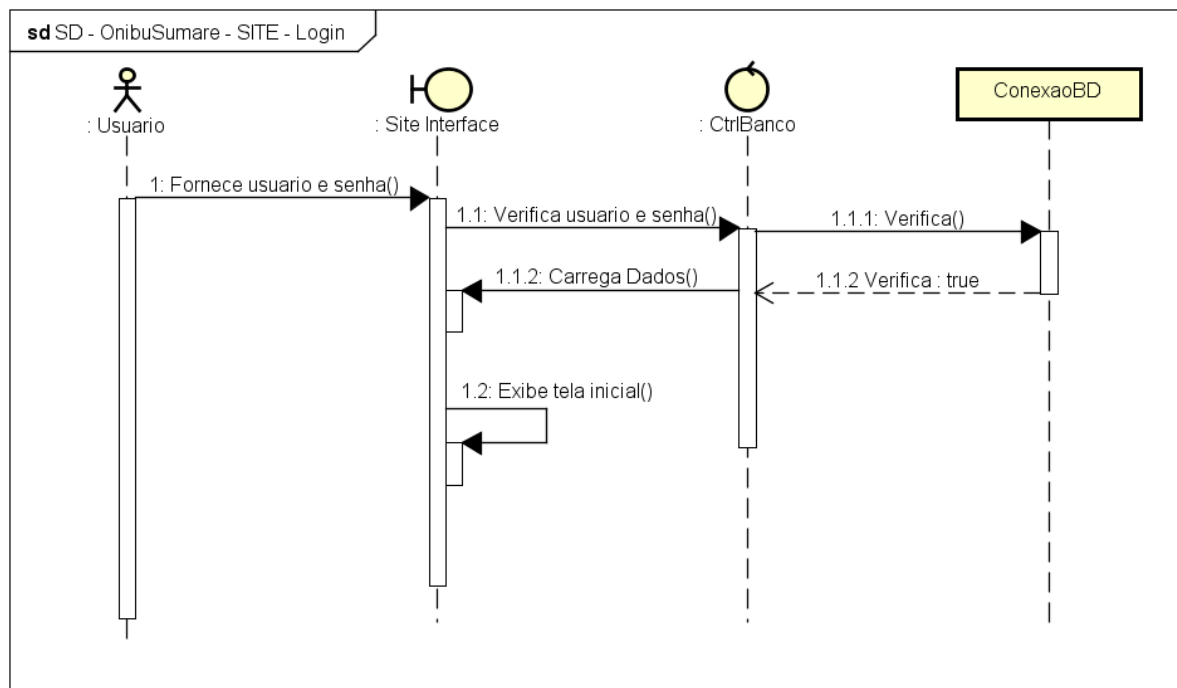 sd SD - OnibuSumare - SITE - Login
: Usuario
: Site Interface
: CtrlBanco
ConexaoBD
1: Fornece usuario e senha()
1.1: Verifica usuario e senha()
1.1.1: Verifica()
1.1.2: Carrega Dados()
1.1.2 Verifica : true
1.2: Exibe tela inicial()